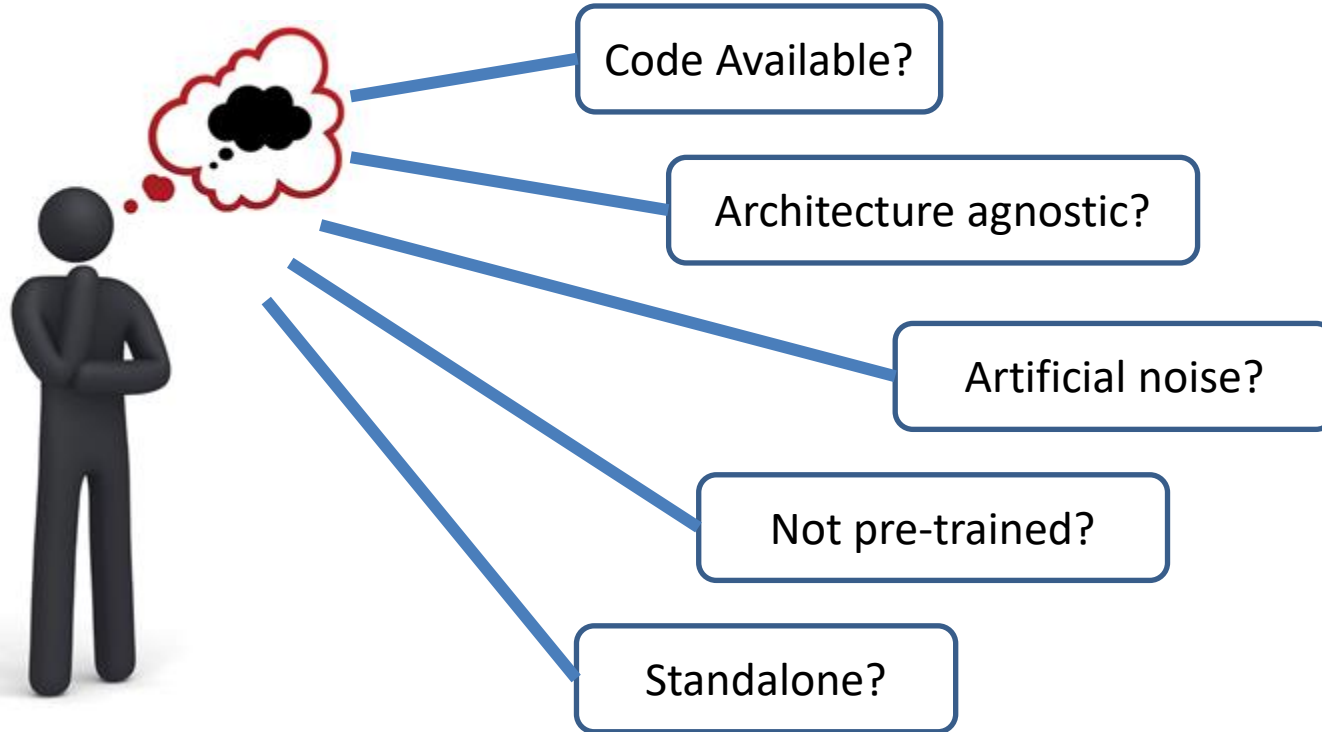 Code Available?
Architecture agnostic?
Artificial noise?
Not pre-trained?
Standalone?